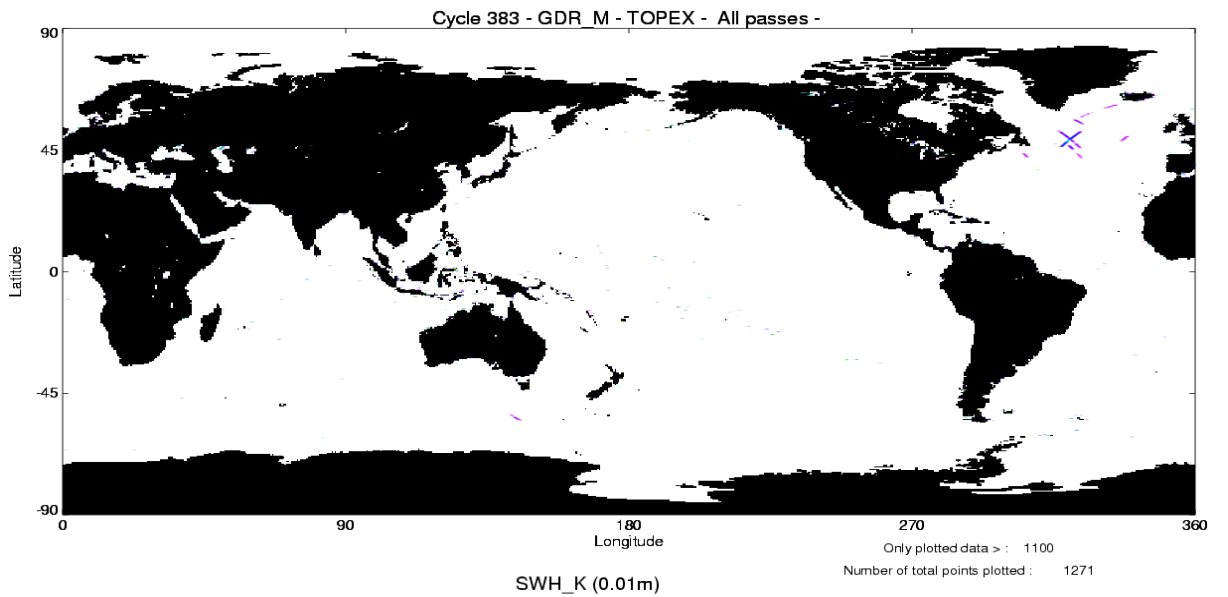 Cycle 383 - GDR_M - TOPEX - All passes -
90
45
0
-45
-90
Latitude
0 90 180 270 360
Longitude
Only plotted data > : 1100
Number of total points plotted : 1271
SWH_K (0.01m)